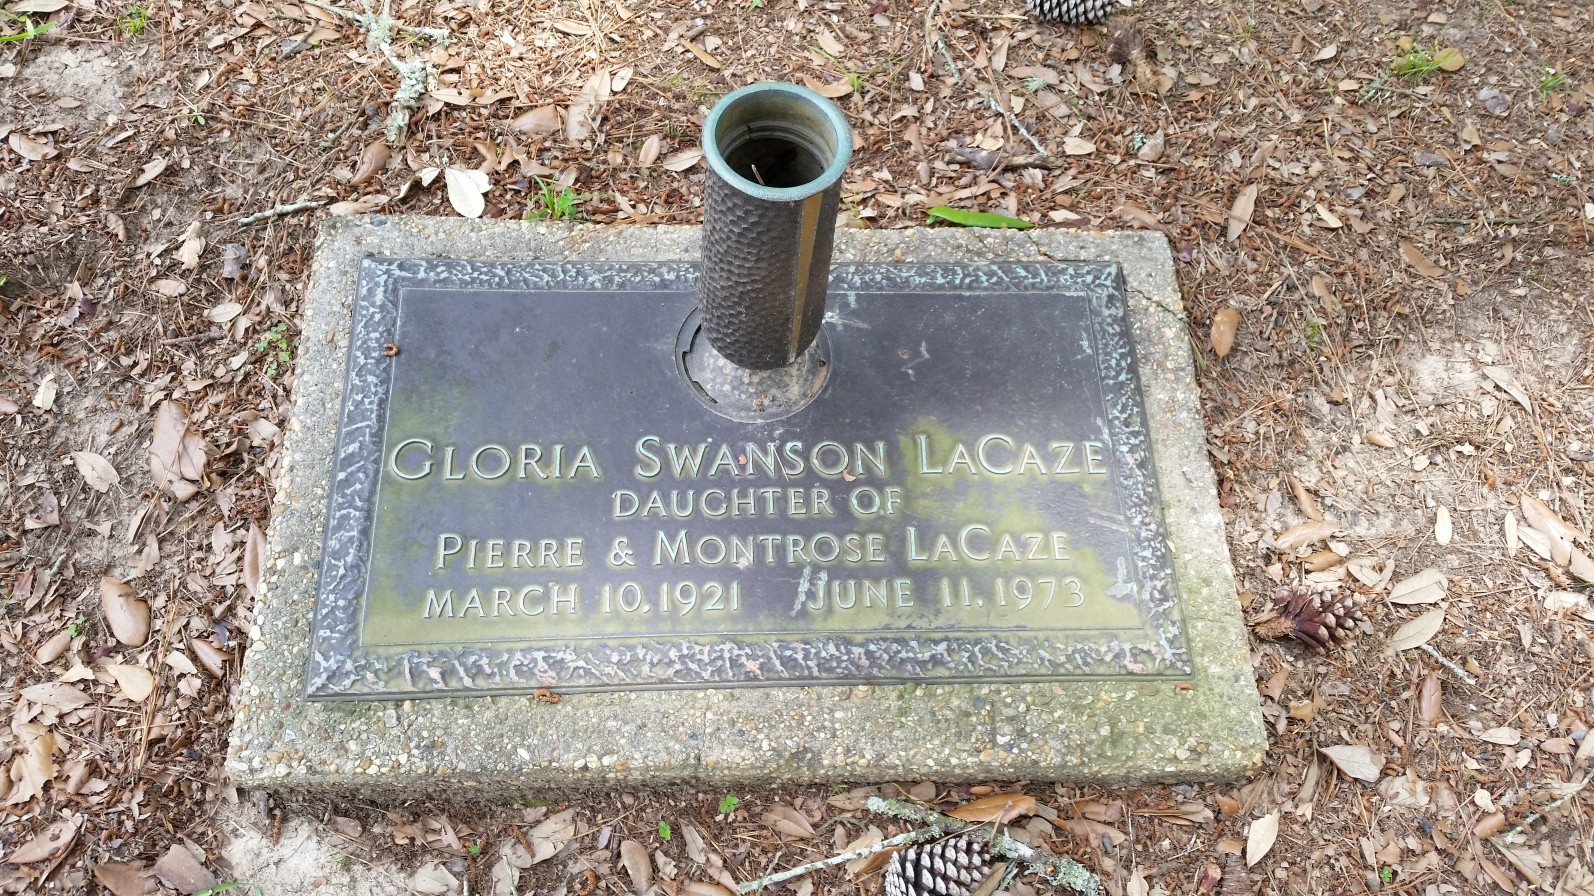 GLORIA SWANSON LACAZE
DAUGHTER OF
PIERRE & MONTROSE LACAZE
MARCH 10, 1921 JUNE 11, 1973